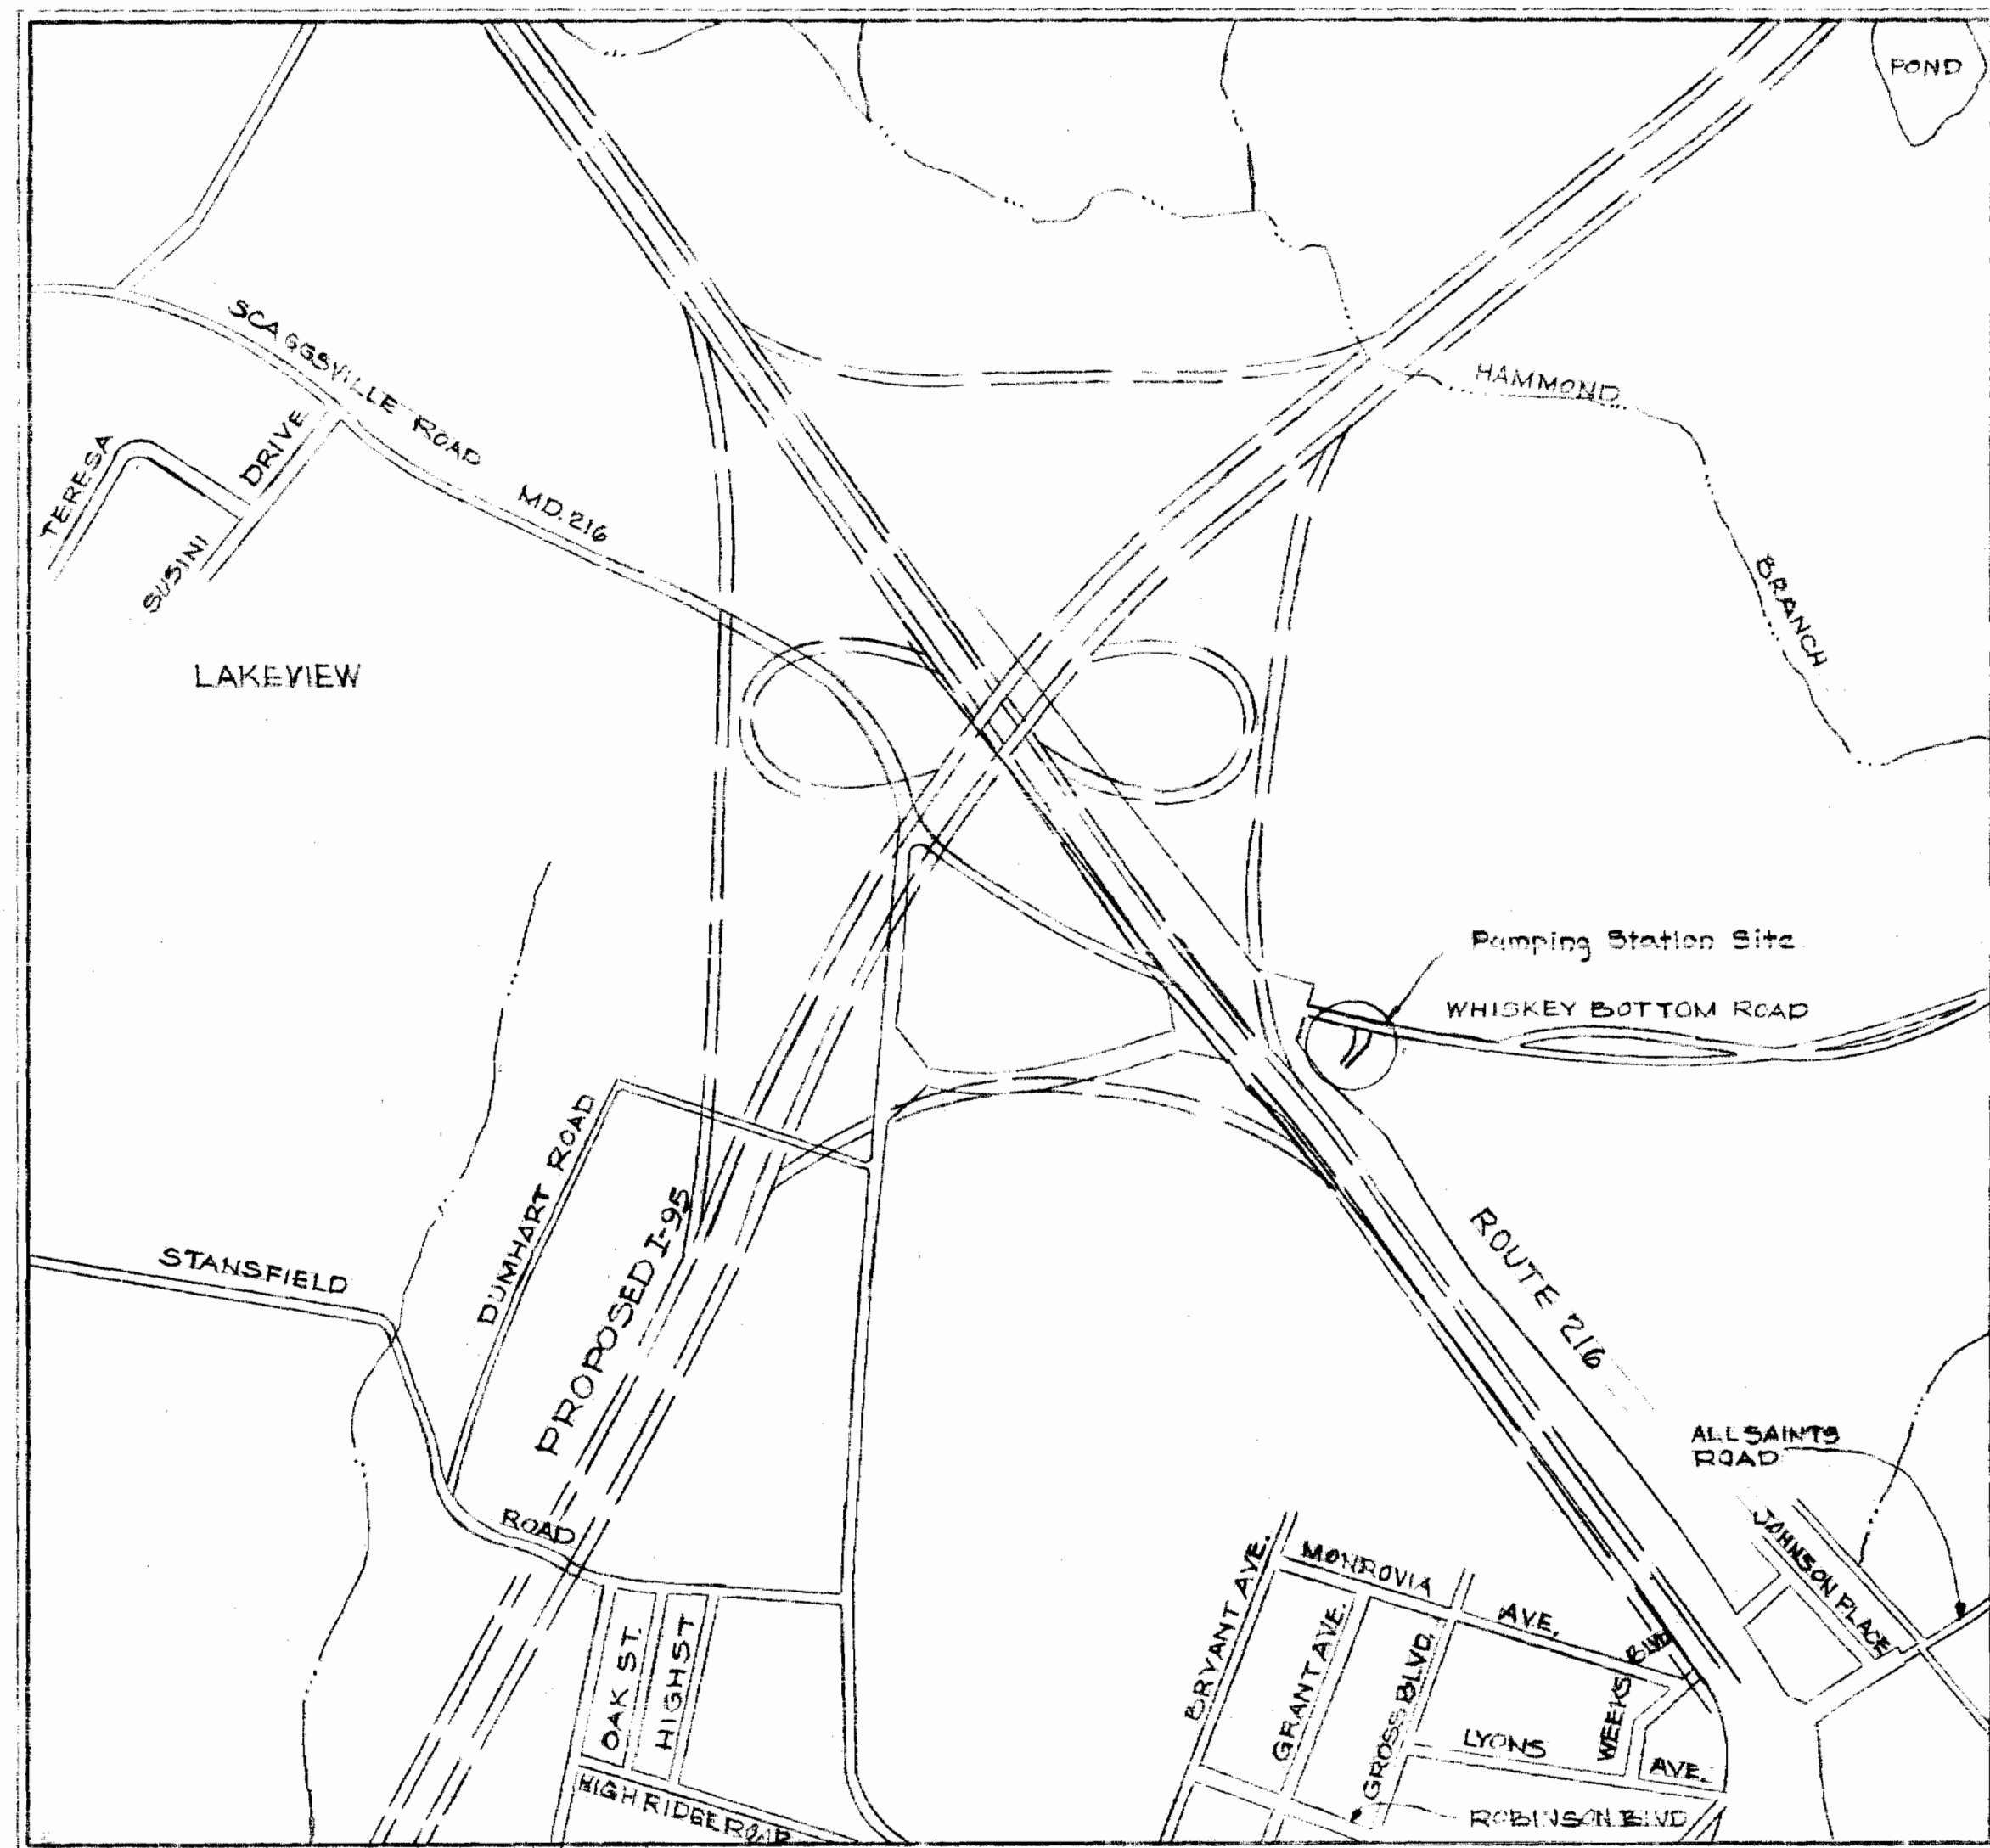 POND
SCAGGSVILLE ROAD
MD. 216
HAMMOND
BRANCH
TERESA
DRIVE
SUSINI
LAKEVIEW
Pumping Station Site
WHISKEY BOTTOM ROAD
DUMHART ROAD
PROPOSED I-95
STANSFIELD
ROAD
ROUTE 216
ALL SAINTS
ROAD
JOHNSON PLACE
MONROVIA
AVE.
BRYANT AVE.
GRANT AVE.
GROSS BLVD.
WEEKS
BLVD
LYONS
AVE.
ROBINSON BLVD
OAK ST.
HIGH ST
HIGH RIDGE ROAD